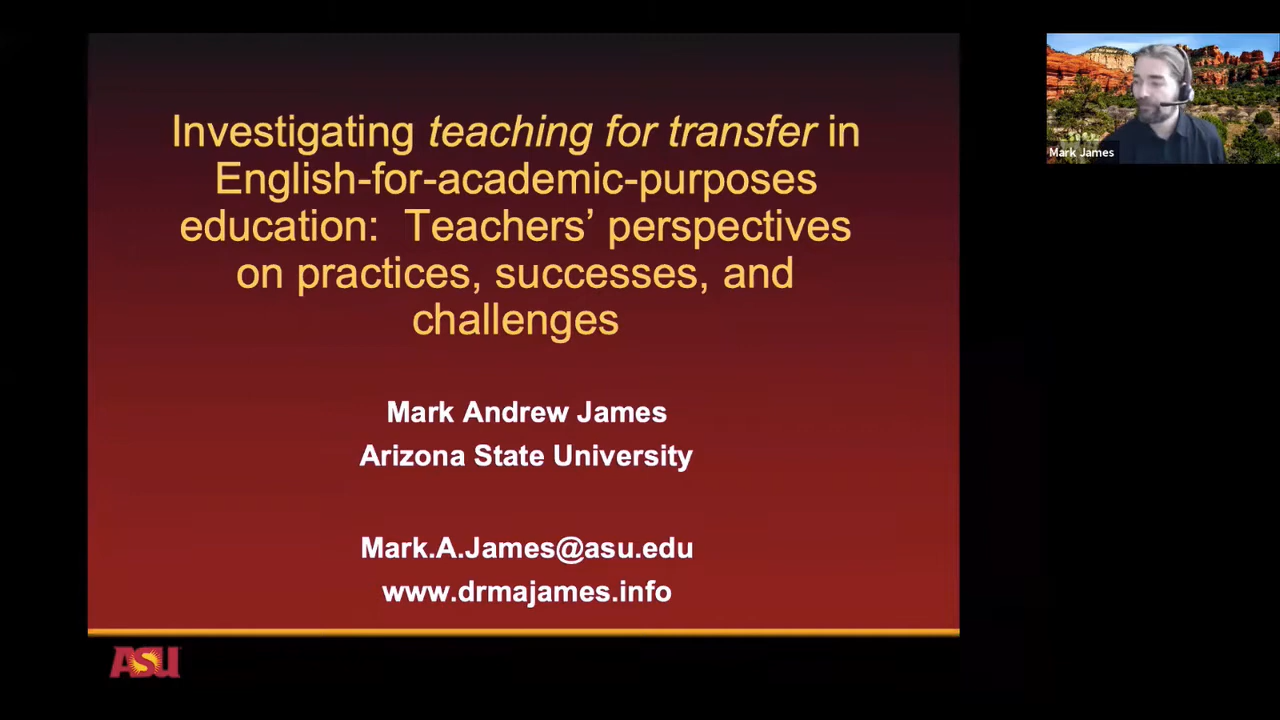 Investigating teaching for transfer in
English-for-academic-purposes
education: Teachers’ perspectives
on practices, successes, and
challenges
Mark Andrew James
Arizona State University
Mark.A.James@asu.edu
www.drmajames.info
ASU
Mark James